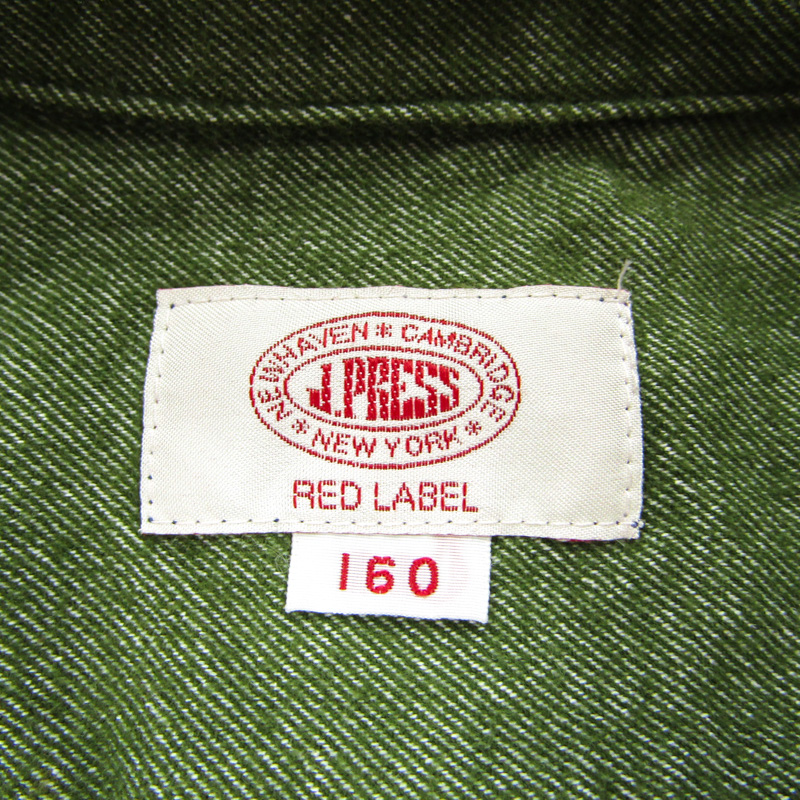 NEW HAVEN * CAMBRIDGE *
J. PRESS
NEW YORK *
RED LABEL
160